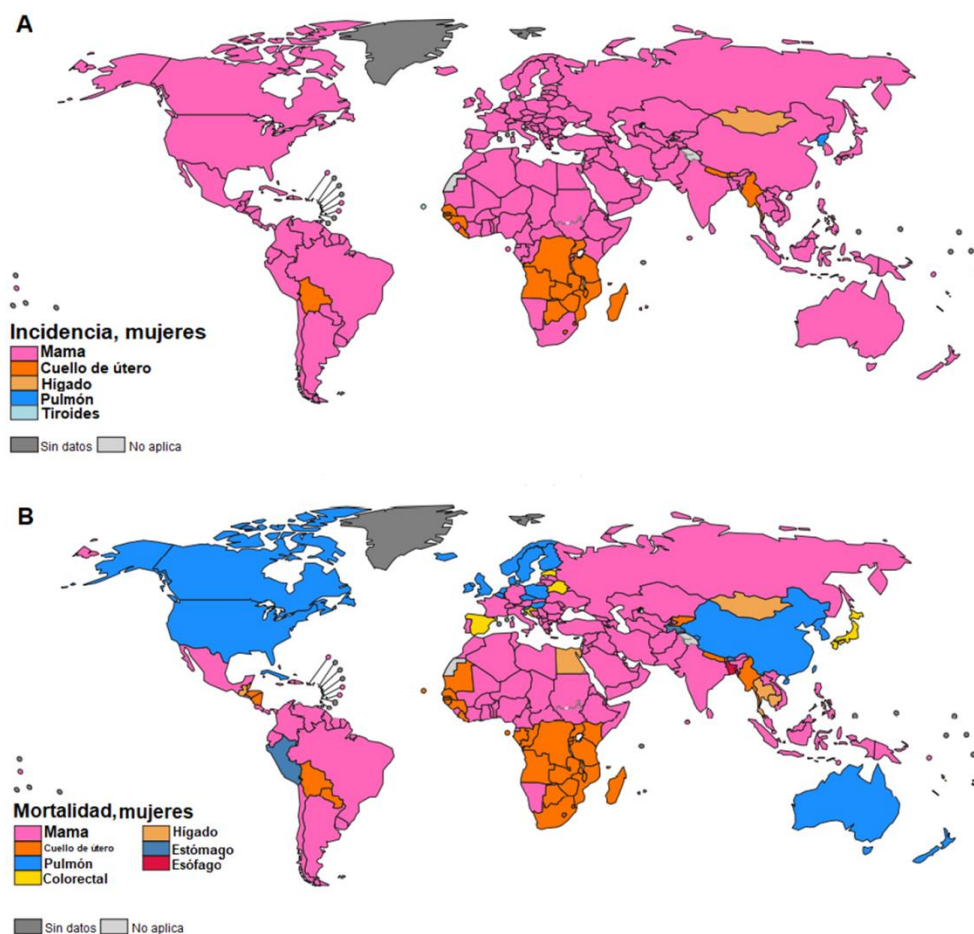 A
Incidencia, mujeres
Mama
Cuello de útero
Hígado
Pulmón
Tiroides
Sin datos No aplica
B
Mortalidad, mujeres
Mama Hígado
Cuello de útero Estómago
Pulmón Esófago
Colorectal
Sin datos No aplica